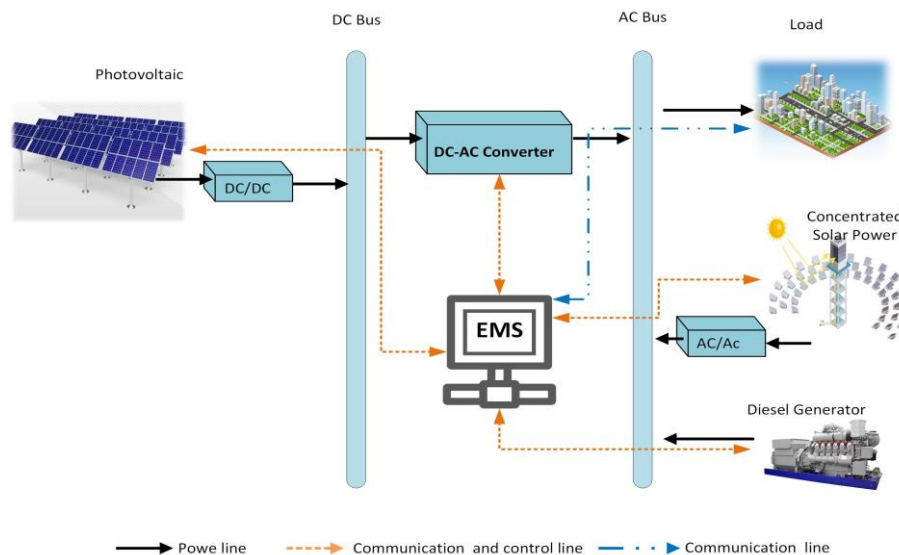 DC Bus
AC Bus
Load
Photovoltaic
DC-AC Converter
DC/DC
Concentrated
Solar Power
EMS
AC/Ac
Diesel Generator
Powe line
Communication and control line
Communication line